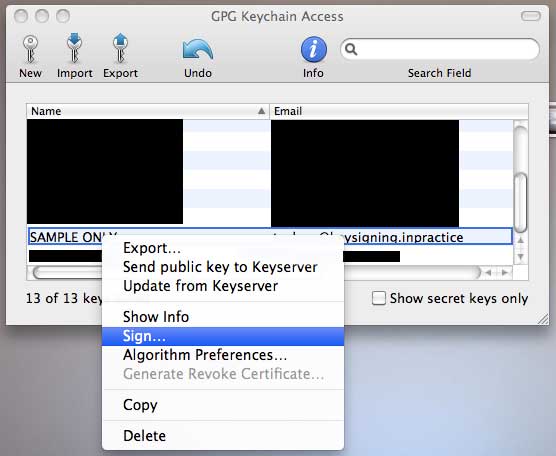 GPG Keychain Access
New Import Export Undo Info Search Field
Name Email
SAMPLE ONLY keysigning.inpractice
Export...
Send public key to Keyserver
Update from Keyserver
13 of 13 key
Show secret keys only
Show Info
Sign...
Algorithm Preferences...
Generate Revoke Certificate...
Copy
Delete